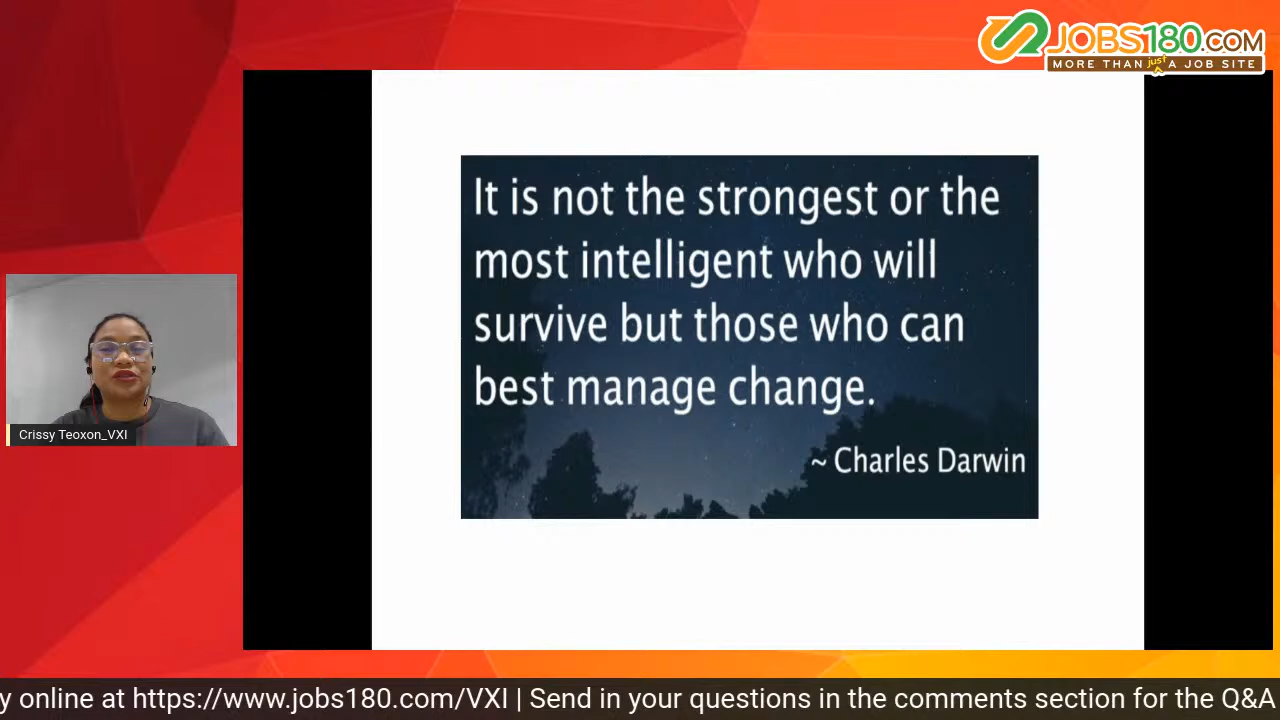 JOBS180.COM
MORE THAN just A JOB SITE
It is not the strongest or the
most intelligent who will
survive but those who can
best manage change.
~ Charles Darwin
Crissy Teoxon_VXI
y online at https://www.jobs180.com/VXI | Send in your questions in the comments section for the Q&A